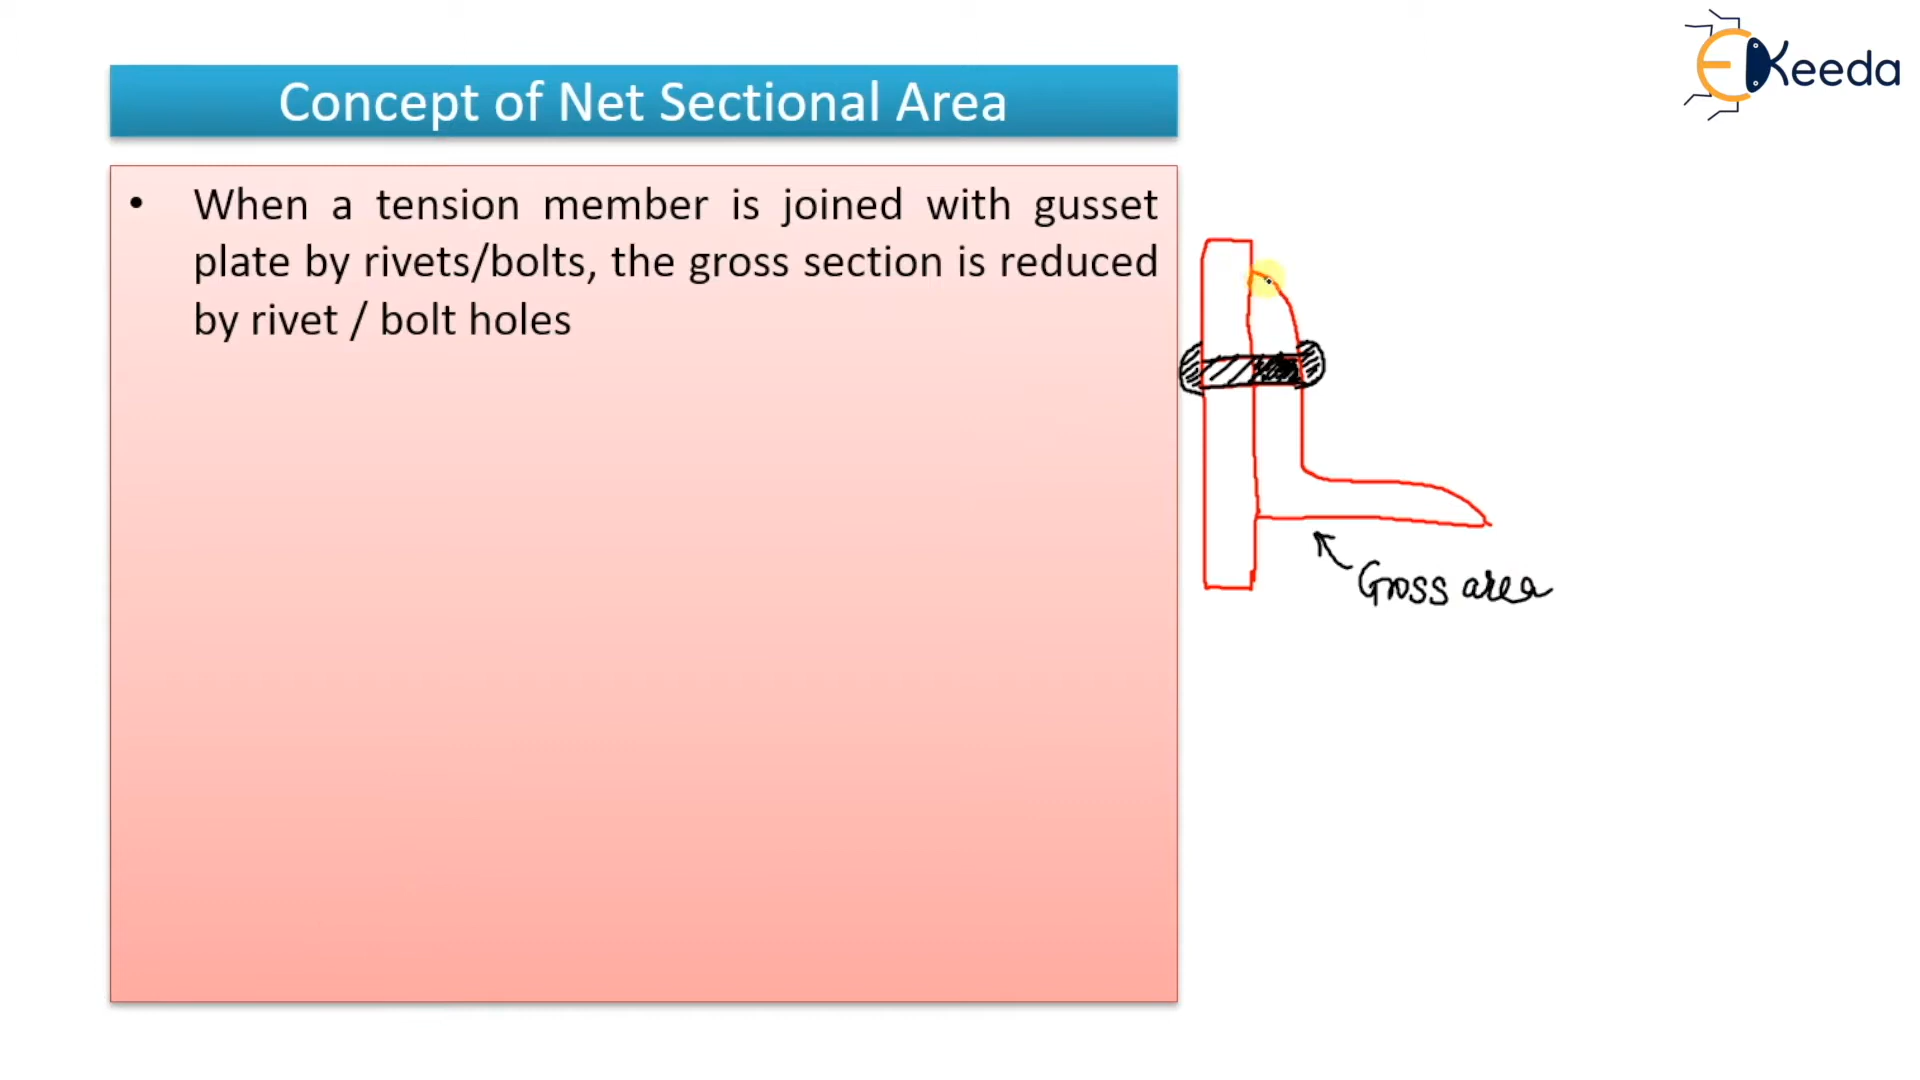 EKeeda
Concept of Net Sectional Area
• When a tension member is joined with gusset
plate by rivets/bolts, the gross section is reduced
by rivet / bolt holes
Gross area